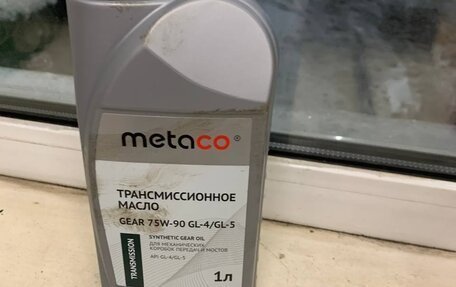 metaco®
ТРАНСМИССИОННОЕ
МАСЛО
GEAR 75W-90 GL-4/GL-5
SYNTHETIC GEAR OIL
ДЛЯ МЕХАНИЧЕСКИХ
КОРОБОК ПЕРЕДАЧ И МОСТОВ
API GL-4/GL-5
TRANSMISSION
1л